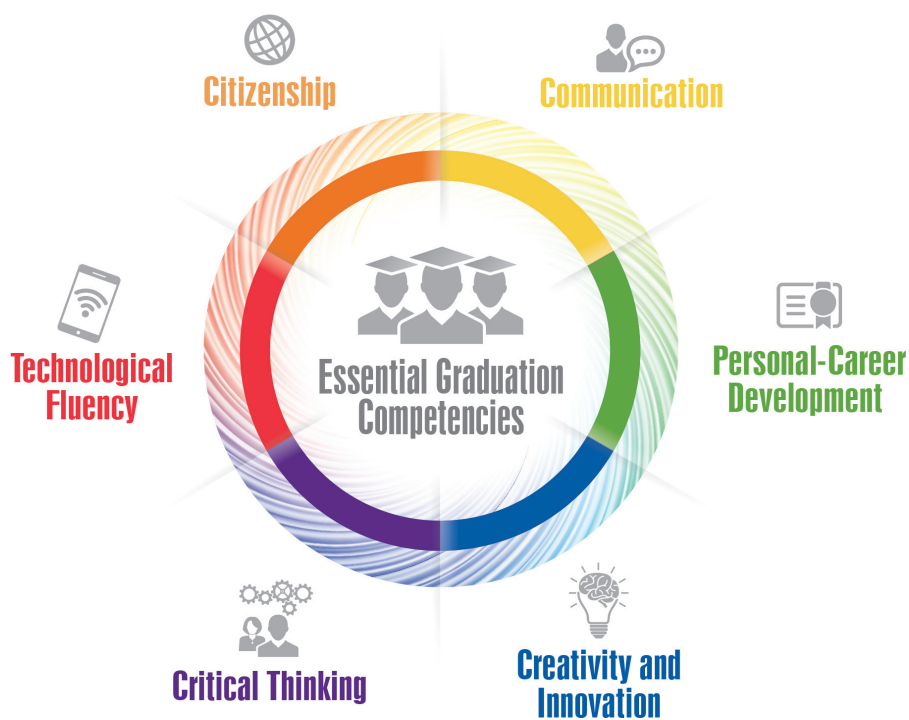 Citizenship
Communication
Technological
Fluency
Essential Graduation
Competencies
Personal-Career
Development
Critical Thinking
Creativity and
Innovation